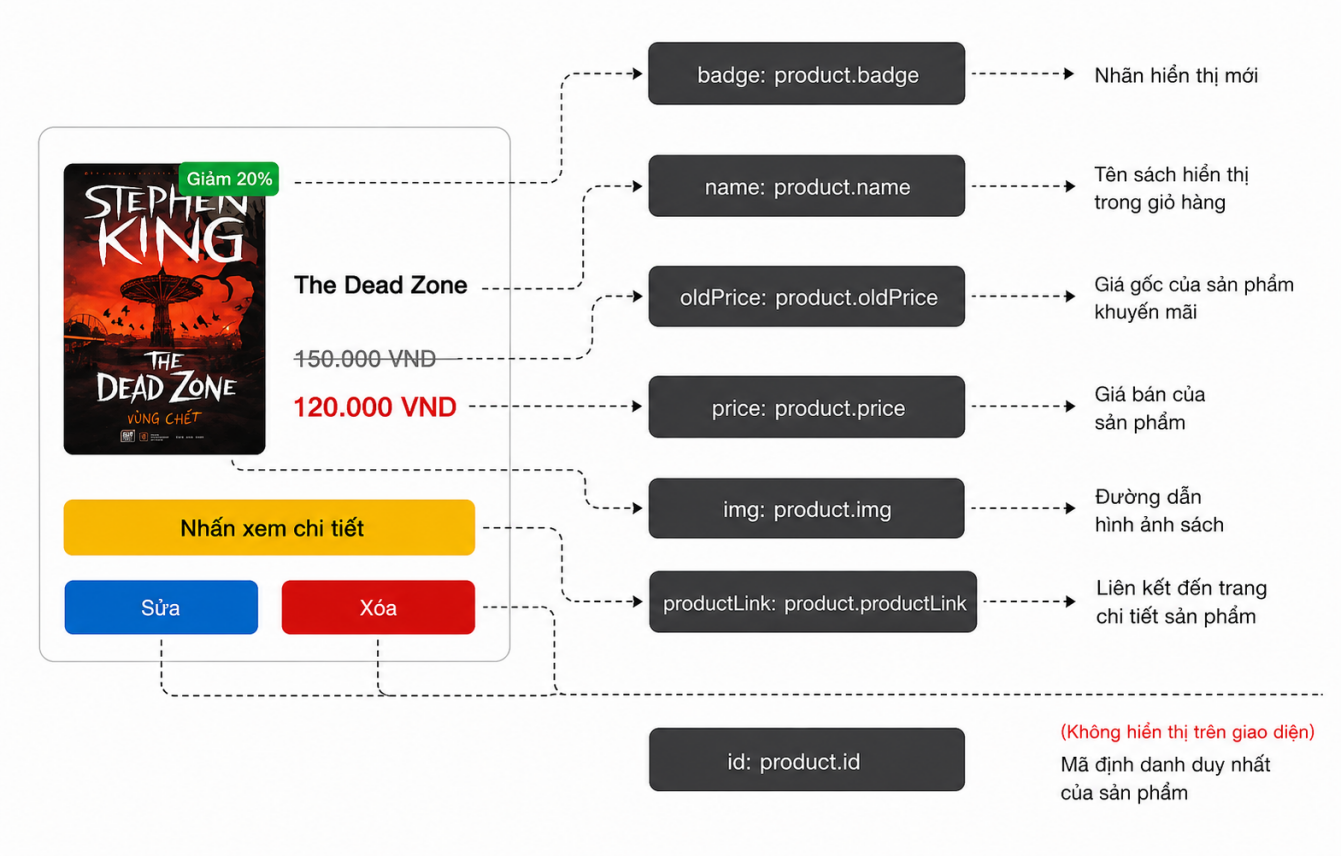 badge: product.badge
Nhãn hiển thị mới
Giảm 20%
STEPHEN
KING
THE
DEAD ZONE
VÙNG CHẾT
name: product.name
Tên sách hiển thị
trong giỏ hàng
The Dead Zone
oldPrice: product.oldPrice
Giá gốc của sản phẩm
khuyến mãi
150.000 VND
120.000 VND
price: product.price
Giá bán của
sản phẩm
img: product.img
Đường dẫn
hình ảnh sách
Nhấn xem chi tiết
productLink: product.productLink
Liên kết đến trang
chi tiết sản phẩm
Sửa
Xóa
id: product.id
(Không hiển thị trên giao diện)
Mã định danh duy nhất
của sản phẩm